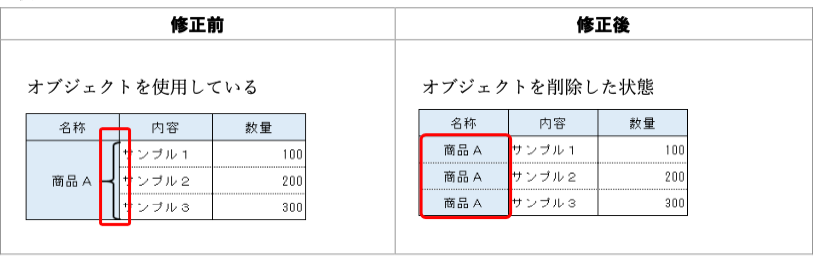 修正前 修正後
オブジェクトを使用している
名称 内容 数量
商品A
サンプル1 100
サンプル2 200
サンプル3 300
オブジェクトを削除した状態
名称 内容 数量
商品A サンプル1 100
商品A サンプル2 200
商品A サンプル3 300